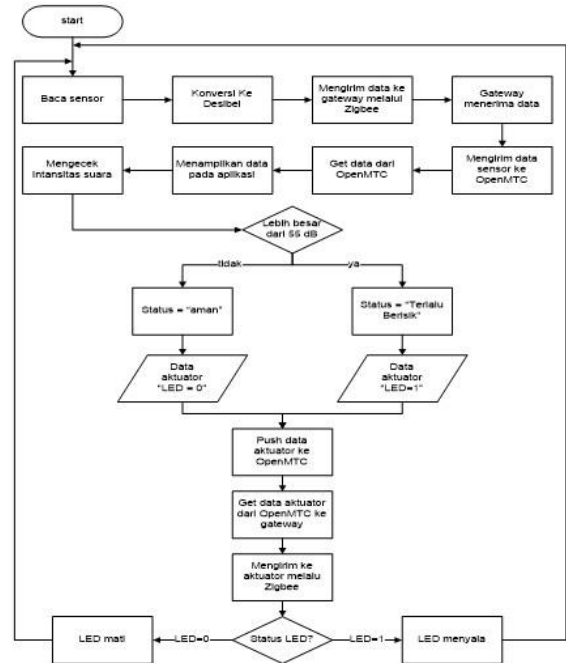 start
Baca sensor
Konversi Ke
Desibel
Mengirim data ke
gateway melalui
Zigbee
Gateway
menerima data
Mengecek
intansitas suara
Menampilkan data
pada aplikasi
Get data dari
OpenMTC
Mengirim data
sensor ke
OpenMTC
Lebih besar
dari 55 dB
tidak
ya
Status = "aman"
Status = "Terlalu
Berisik"
Data
aktuator
"LED = 0"
Data
aktuator
"LED=1"
Push data
aktuator ke
OpenMTC
Get data aktuator
dari OpenMTC ke
gateway
Mengirim ke
aktuator melalu
Zigbee
LED mati
LED=0
Status LED?
LED=1
LED menyala